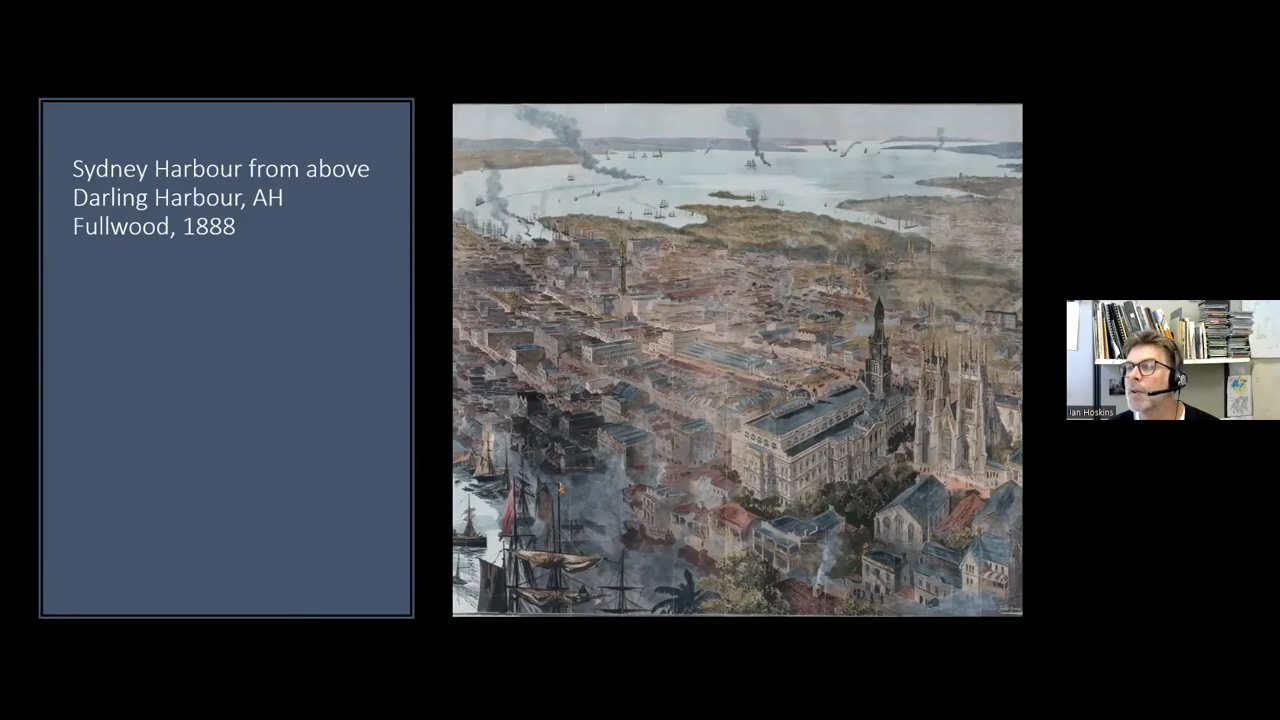 Sydney Harbour from above
Darling Harbour, AH
Fullwood, 1888
Ian Hoskins